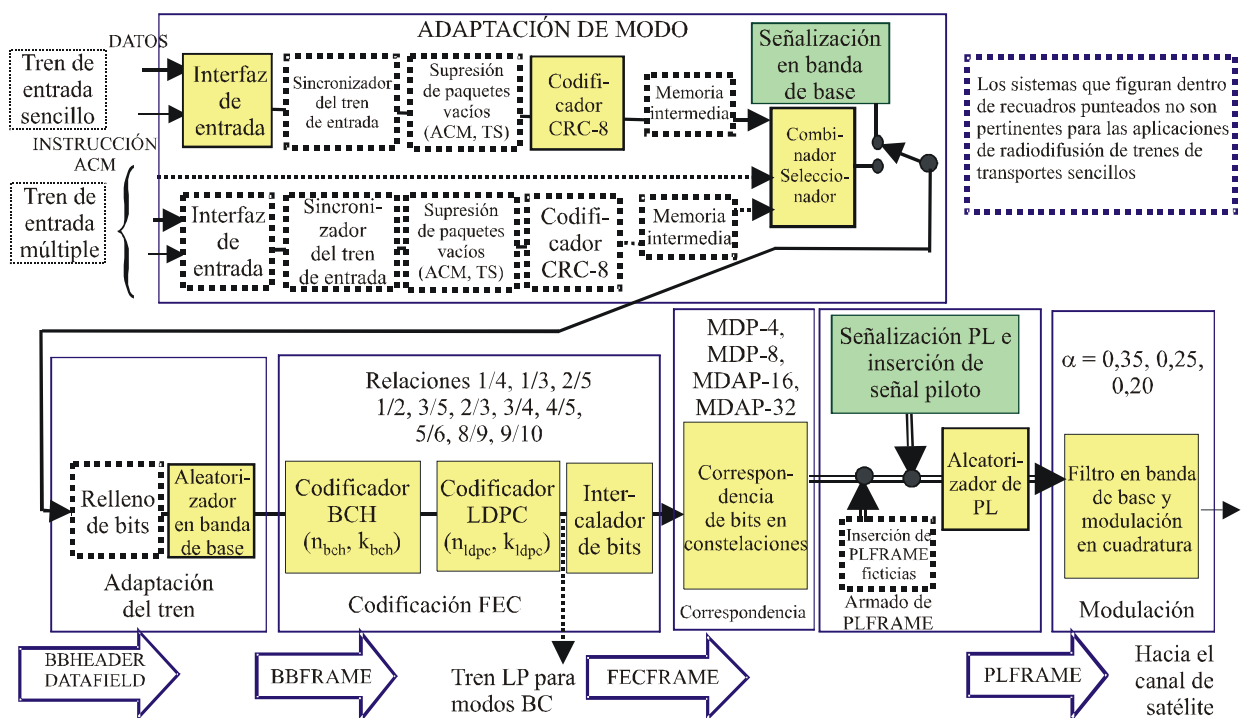 ADAPTACIÓN DE MODO
DATOS
Tren de
entrada
sencillo
Interfaz
de
entrada
Sincronizador
del tren
de entrada
Supresión
de paquetes
vacíos
(ACM, TS)
Codifi-
cador
CRC-8
Memoria
intermedia
Señalización
en banda
de base
Combi-
nador
Seleccio-
nador
Los sistemas que figuran dentro
de recuadros punteados no son
pertinentes para las aplicaciones
de radiodifusión de trenes de
transportes sencillos
INSTRUCCIÓN
ACM
Tren de
entrada
múltiple
Interfaz
de
entrada
Sincroni-
zador
del tren
de entrada
Supresión
de paquetes
vacíos
(ACM, TS)
Codifi-
cador
CRC-8
Memoria
intermedia
Relleno
de bits
Aleatori-
zador
en banda
de base
Adaptación
del tren
Relaciones 1/4, 1/3, 2/5
1/2, 3/5, 2/3, 3/4, 4/5,
5/6, 8/9, 9/10
Codificador
BCH
(nbch, kbch)
Codificador
LDPC
(nldpc, kldpc)
Inter-
calador
de bits
Codificación FEC
MDP-4,
MDP-8,
MDAP-16,
MDAP-32
Correspon-
dencia
de bits en
constelaciones
Correspondencia
Señalización PL e
inserción de
señal piloto
Inserción de
PLFRAME
ficticias
Armado de
PLFRAME
Alcatori-
zador de
PL
α = 0,35, 0,25,
0,20
Filtro en banda
de base y
modulación
en cuadratura
Modulación
BBHEADER
DATAFIELD
BBFRAME
Tren LP para
modos BC
FECFRAME
PLFRAME
Hacia el
canal de
satélite